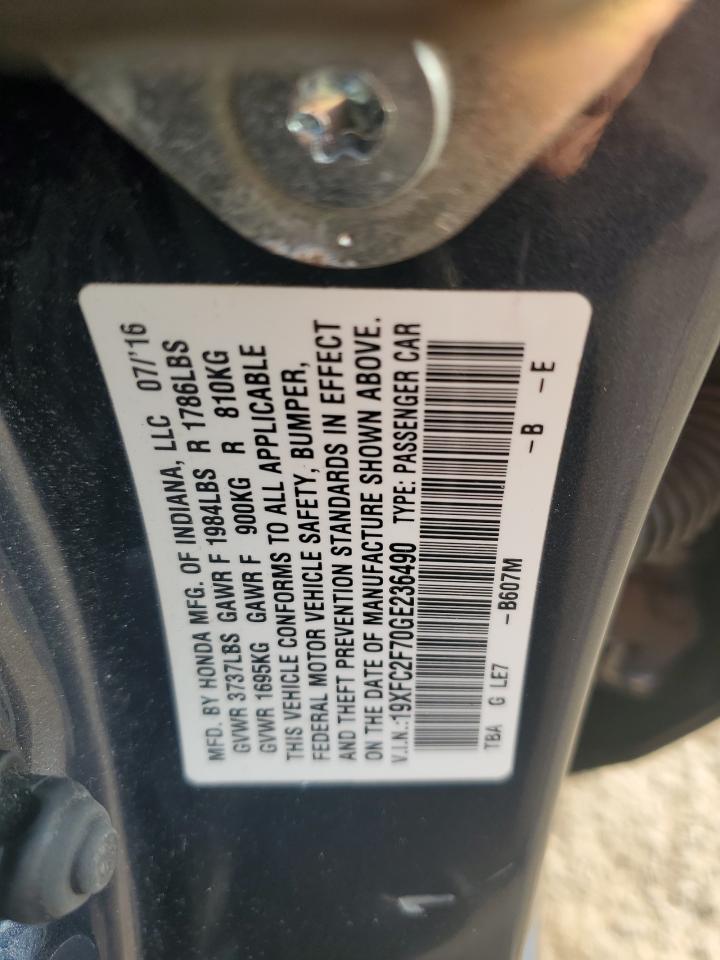 MFD. BY HONDA MFG. OF INDIANA, LLC 07/'16
GVWR 3737LBS GAWR F 1984LBS R 1786LBS
GVWR 1695KG GAWR F 900KG R 810KG
THIS VEHICLE CONFORMS TO ALL APPLICABLE
FEDERAL MOTOR VEHICLE SAFETY, BUMPER,
AND THEFT PREVENTION STANDARDS IN EFFECT
ON THE DATE OF MANUFACTURE SHOWN ABOVE.
V.I.N.:19XFC2F70GE236490 TYPE: PASSENGER CAR
TBA G LE7 -B607M -B -E